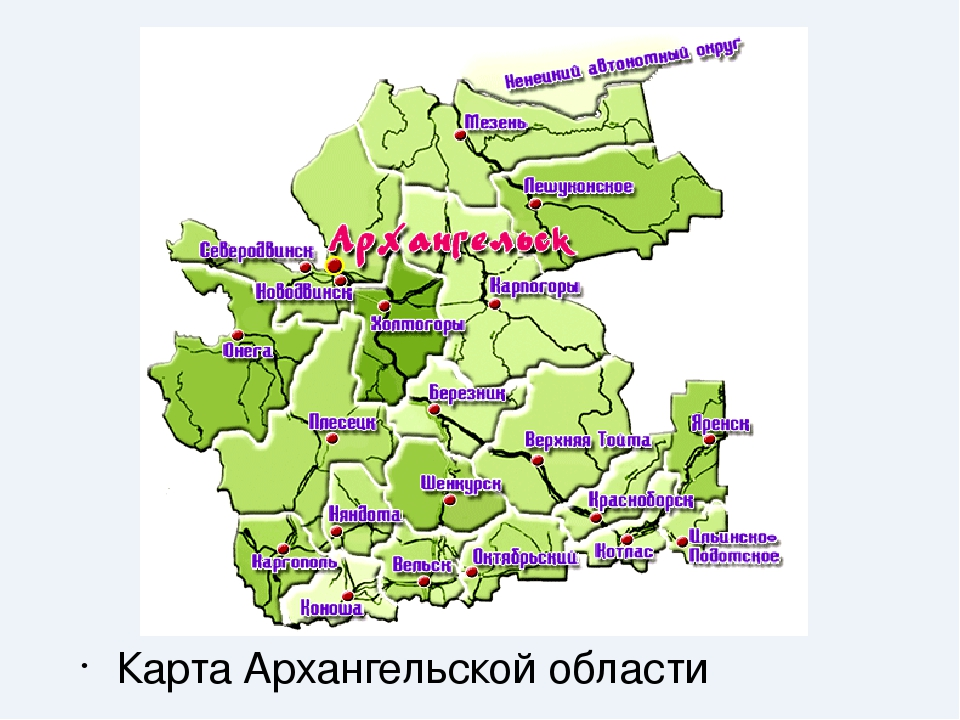 Ненецкий автономный округ
Мезень
Лешуконское
Архангельск
Северодвинск
Новодвинск
Карпогоры
Холмогоры
Онега
Березник
Плесецк
Верхняя Тойма
Яренск
Шенкурск
Красноборск
Няндома
Ильинско-
Подомское
Каргополь
Вельск
Октябрьский
Котлас
Коноша
· Карта Архангельской области